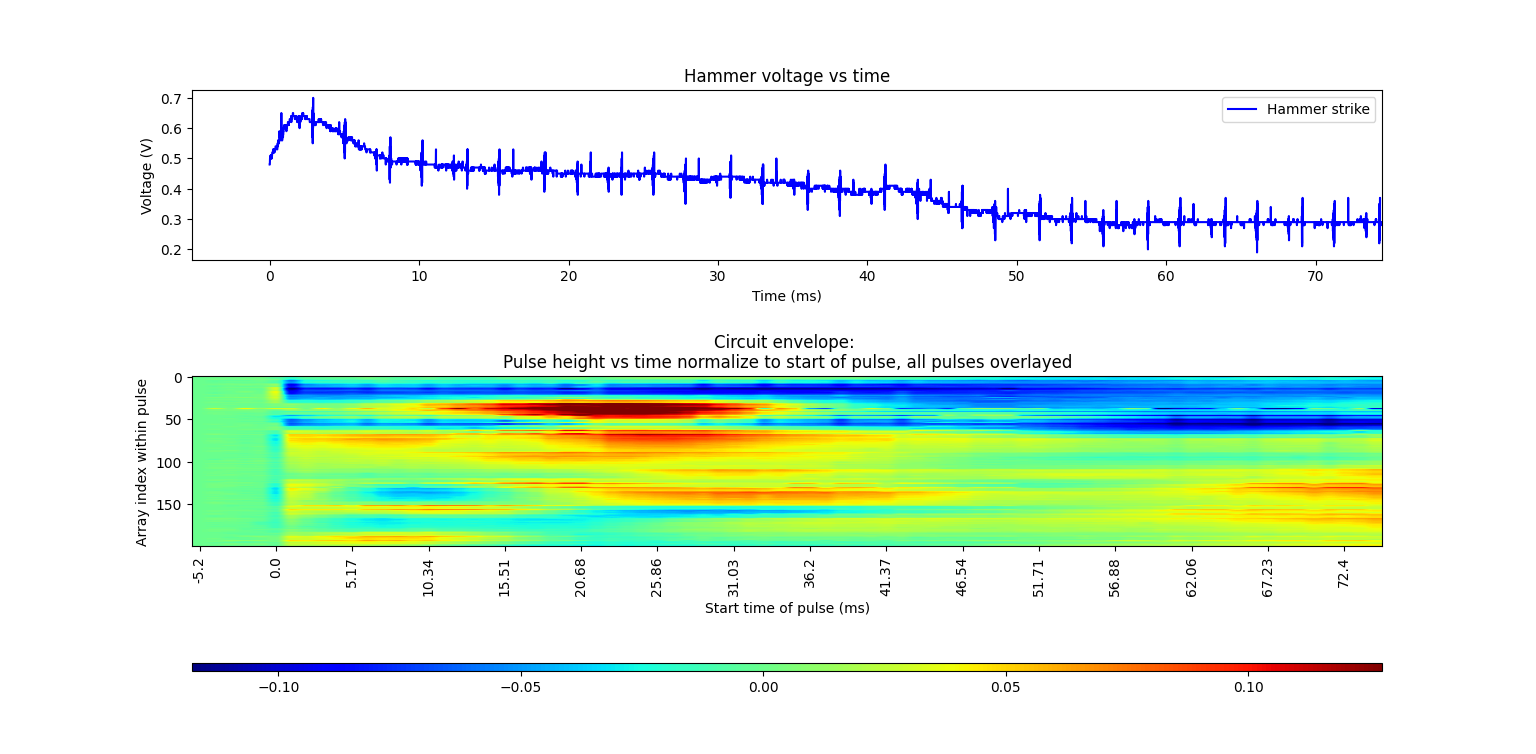 Hammer voltage vs time
Hammer strike
Voltage (V)
0.7
0.6
0.5
0.4
0.3
0.2
0 10 20 30 40 50 60 70
Time (ms)
Circuit envelope:
Pulse height vs time normalize to start of pulse, all pulses overlayed
Array index within pulse
0
50
100
150
-5.2 0.0 5.17 10.34 15.51 20.68 25.86 31.03 36.2 41.37 46.54 51.71 56.88 62.06 67.23 72.4
Start time of pulse (ms)
−0.10 −0.05 0.00 0.05 0.10